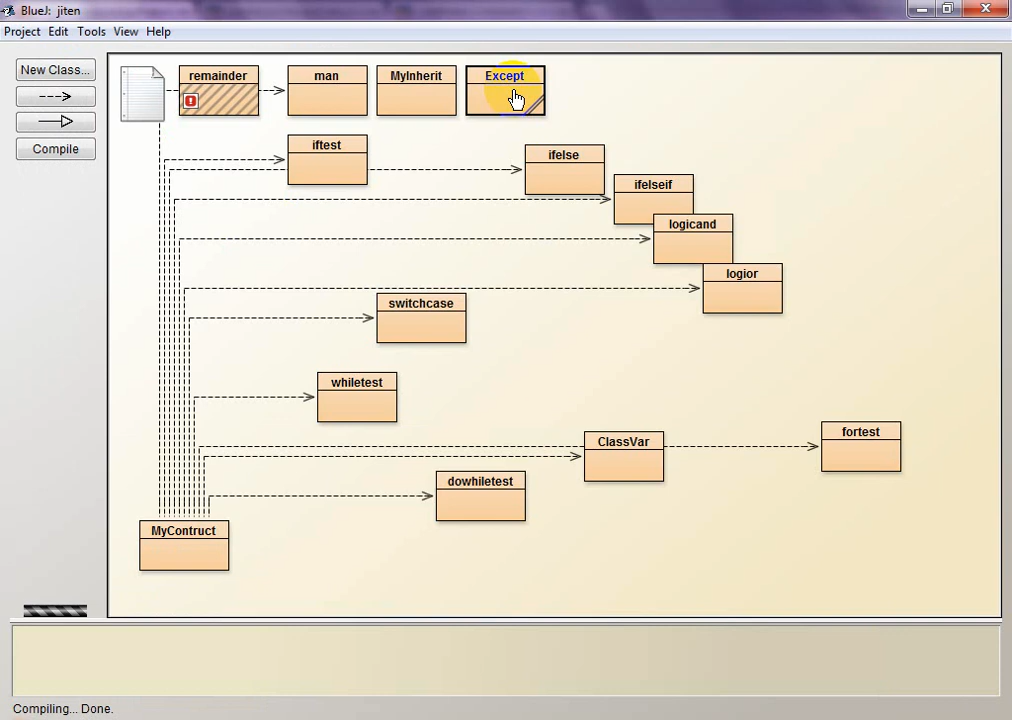 BlueJ: jiten
Project Edit Tools View Help
New Class...
Compile
remainder
man
MyInherit
Except
iftest
ifelse
ifelseif
logicand
logior
switchcase
whiletest
fortest
ClassVar
dowhiletest
MyContruct
Compiling... Done.